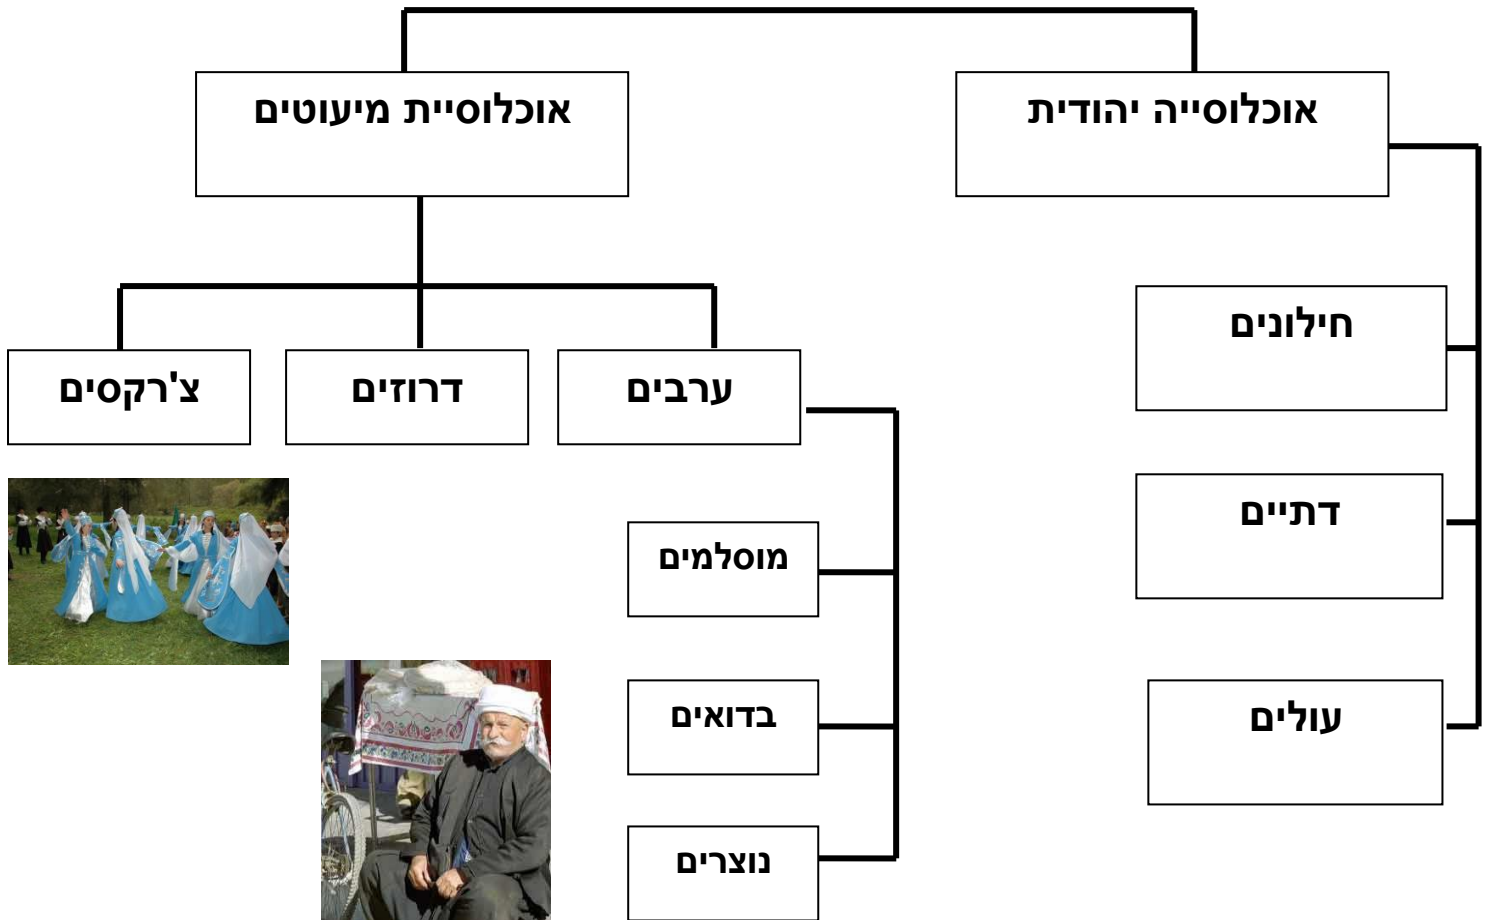 אוכלוסייה יהודית
אוכלוסיית מיעוטים
חילונים
דתיים
עולים
ערבים
דרוזים
צ'רקסים
מוסלמים
בדואים
נוצרים